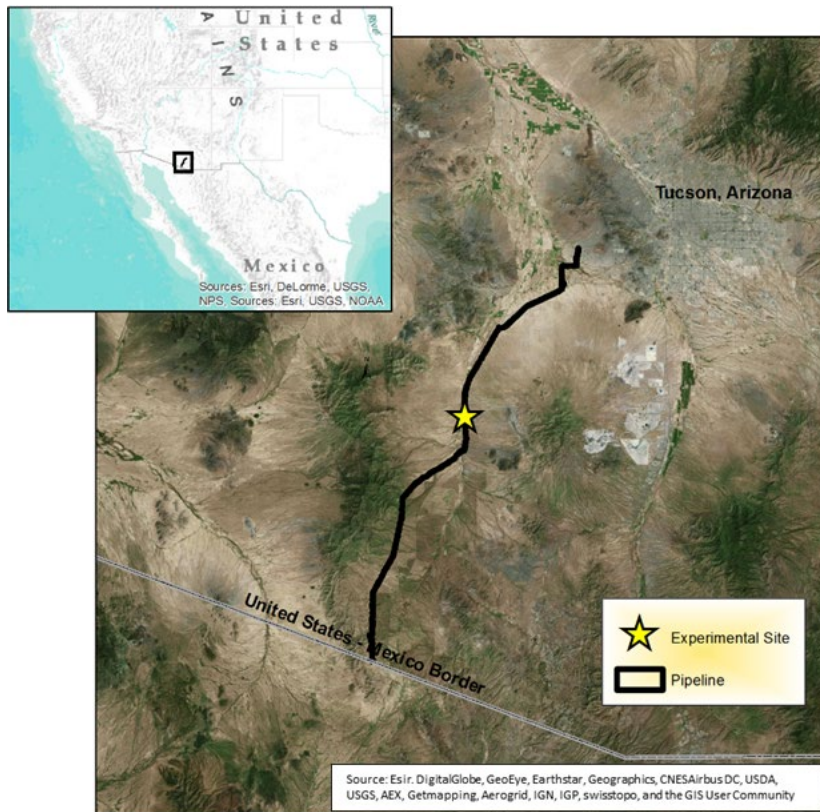 United
States
River
A
I
N
S
Mexico
Sources: Esri, DeLorme, USGS,
NPS, Sources: Esri, USGS, NOAA
Tucson, Arizona
United States - Mexico Border
Experimental Site
Pipeline
Source: Esir. DigitalGlobe, GeoEye, Earthstar, Geographics, CNESAirbus DC, USDA,
USGS, AEX, Getmapping, Aerogrid, IGN, IGP, swisstopo, and the GIS User Community